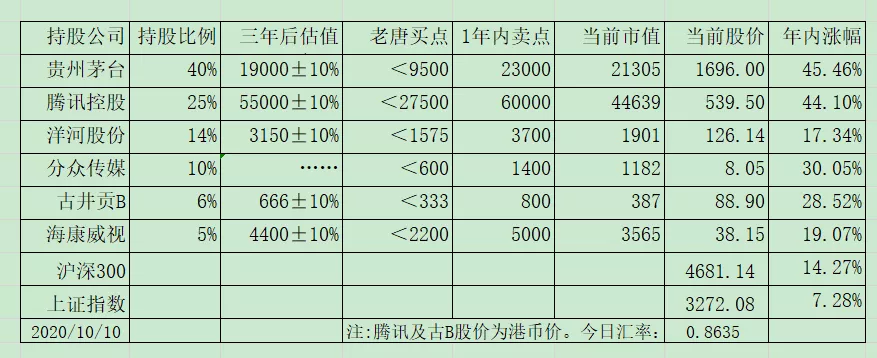 持股公司 持股比例 三年后估值 老唐买点 1年内卖点 当前市值 当前股价 年内涨幅
贵州茅台 40% 19000±10% <9500 23000 21305 1696.00 45.46%
腾讯控股 25% 55000±10% <27500 60000 44639 539.50 44.10%
洋河股份 14% 3150±10% <1575 3700 1901 126.14 17.34%
分众传媒 10% …… <600 1400 1182 8.05 30.05%
古井贡B 6% 666±10% <333 800 387 88.90 28.52%
海康威视 5% 4400±10% <2200 5000 3565 38.15 19.07%
沪深300 4681.14 14.27%
上证指数 3272.08 7.28%
2020/10/10 注:腾讯及古B股价为港币价。今日汇率: 0.8635